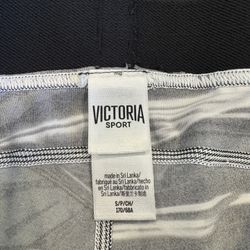 VICTORIA
SPORT
made in Sri Lanka/
fabriqué au Sri Lanka/hecho
en Sri Lanka/fabricado in
Sri Lanka/斯里兰卡制造
S/P/CH/
170/68A